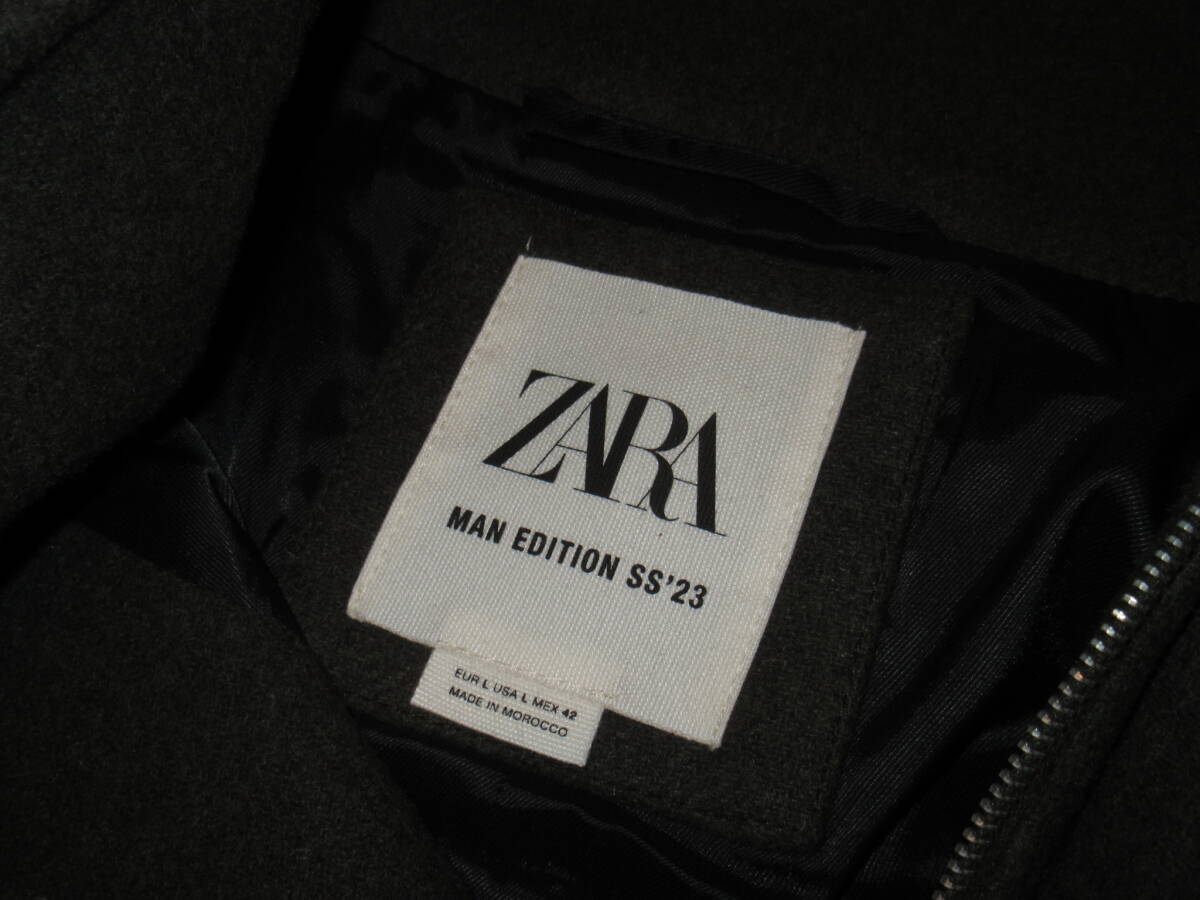 ZARA
MAN EDITION SS'23
EUR L USA L MEX 42
MADE IN MOROCCO